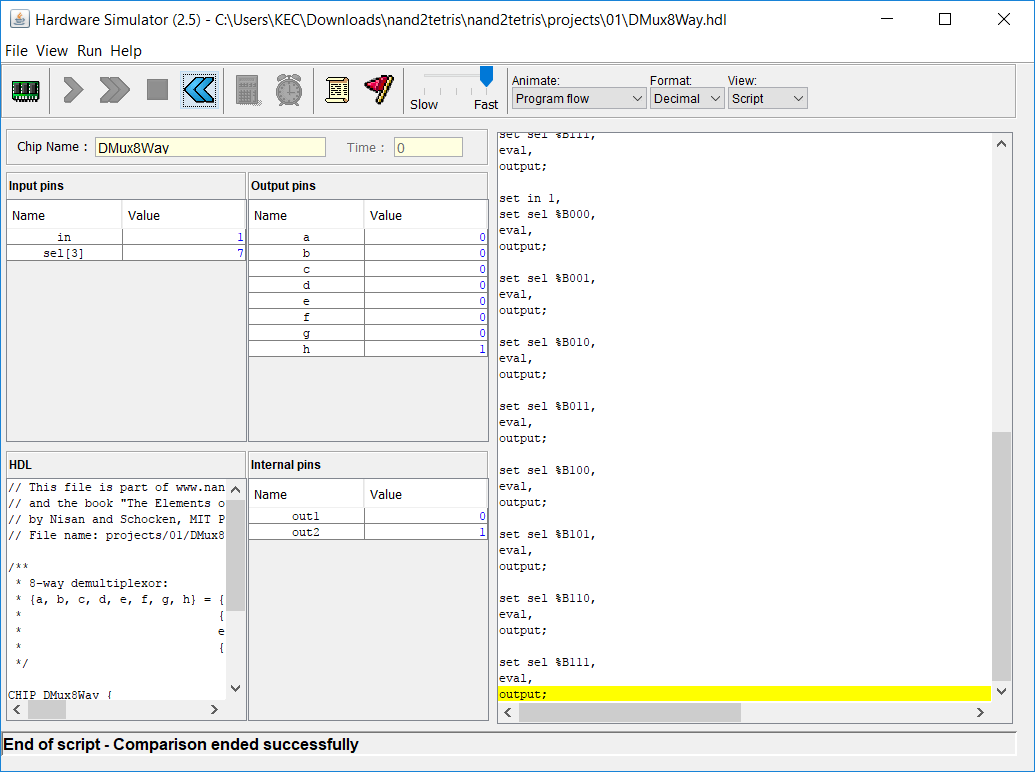 Hardware Simulator (2.5) - C:\Users\KEC\Downloads\nand2tetris\nand2tetris\projects\01\DMux8Way.hdl
File View Run Help
Slow Fast
Animate: Format: View:
Program flow Decimal Script
Chip Name : DMux8Way Time : 0
Input pins
Name Value
in 1
sel[3] 7
Output pins
Name Value
a 0
b 0
c 0
d 0
e 0
f 0
g 0
h 1
HDL
// This file is part of www.nan
// and the book "The Elements o
// by Nisan and Schocken, MIT P
// File name: projects/01/DMux8
/**
* 8-way demultiplexor:
* {a, b, c, d, e, f, g, h} = {
* {
* e
* {
*/
CHIP DMux8Way {
Internal pins
Name Value
out1 0
out2 1
set sel %B111,
eval,
output;
set in 1,
set sel %B000,
eval,
output;
set sel %B001,
eval,
output;
set sel %B010,
eval,
output;
set sel %B011,
eval,
output;
set sel %B100,
eval,
output;
set sel %B101,
eval,
output;
set sel %B110,
eval,
output;
set sel %B111,
eval,
output;
End of script - Comparison ended successfully